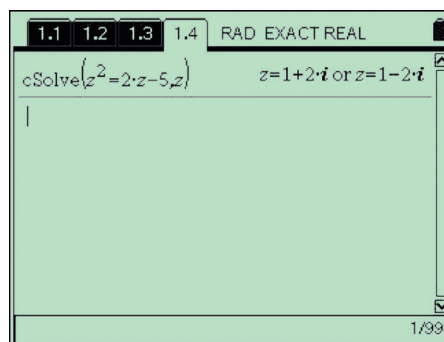 1.1 1.2 1.3 1.4 RAD EXACT REAL
cSolve(z²=2·z−5,z) z=1+2·i or z=1−2·i
1/99